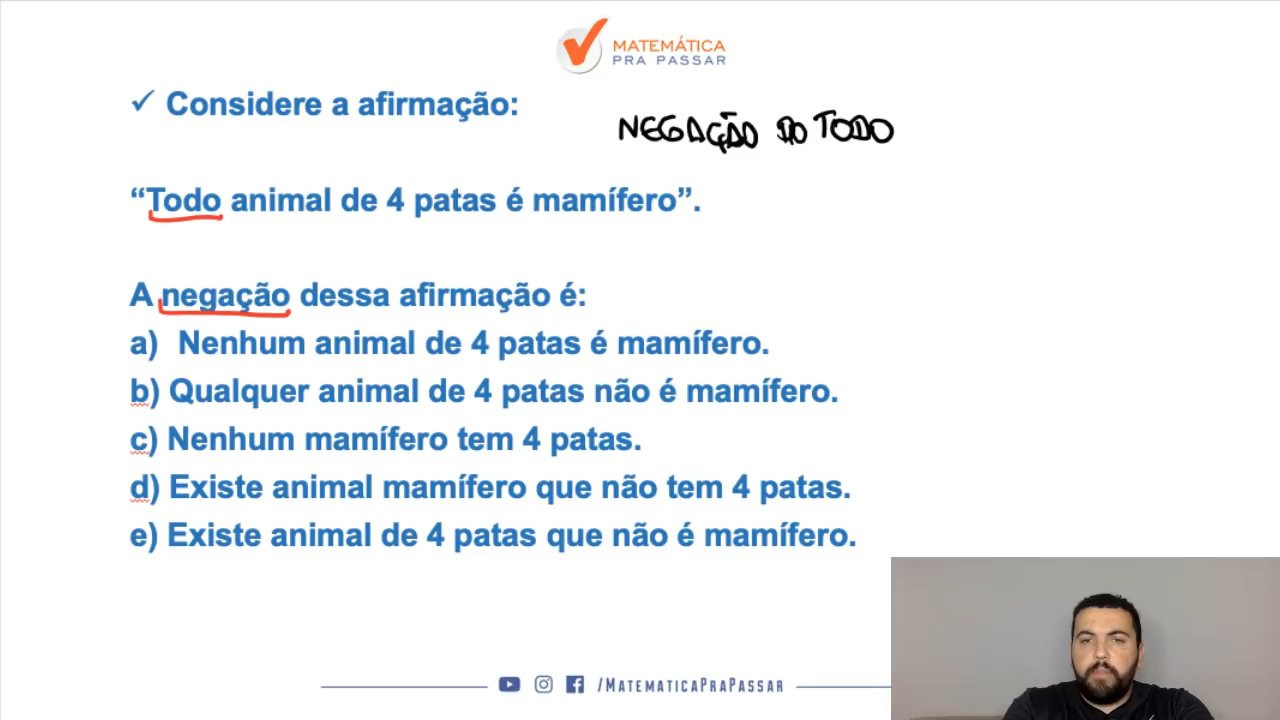 MATEMÁTICA
PRA PASSAR
✓ Considere a afirmação:
NEGAÇÃO DO TODO
“Todo animal de 4 patas é mamífero”.
A negação dessa afirmação é:
a) Nenhum animal de 4 patas é mamífero.
b) Qualquer animal de 4 patas não é mamífero.
c) Nenhum mamífero tem 4 patas.
d) Existe animal mamífero que não tem 4 patas.
e) Existe animal de 4 patas que não é mamífero.
/MATEMATICAPRAPASSAR